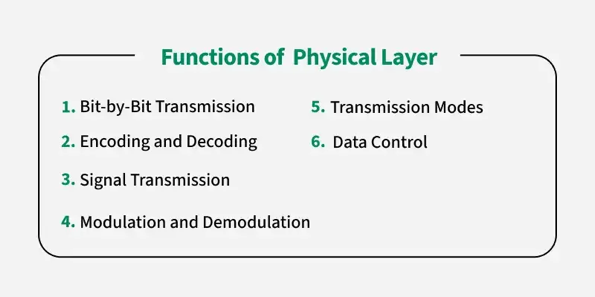 Functions of Physical Layer
1. Bit-by-Bit Transmission
2. Encoding and Decoding
3. Signal Transmission
4. Modulation and Demodulation
5. Transmission Modes
6. Data Control